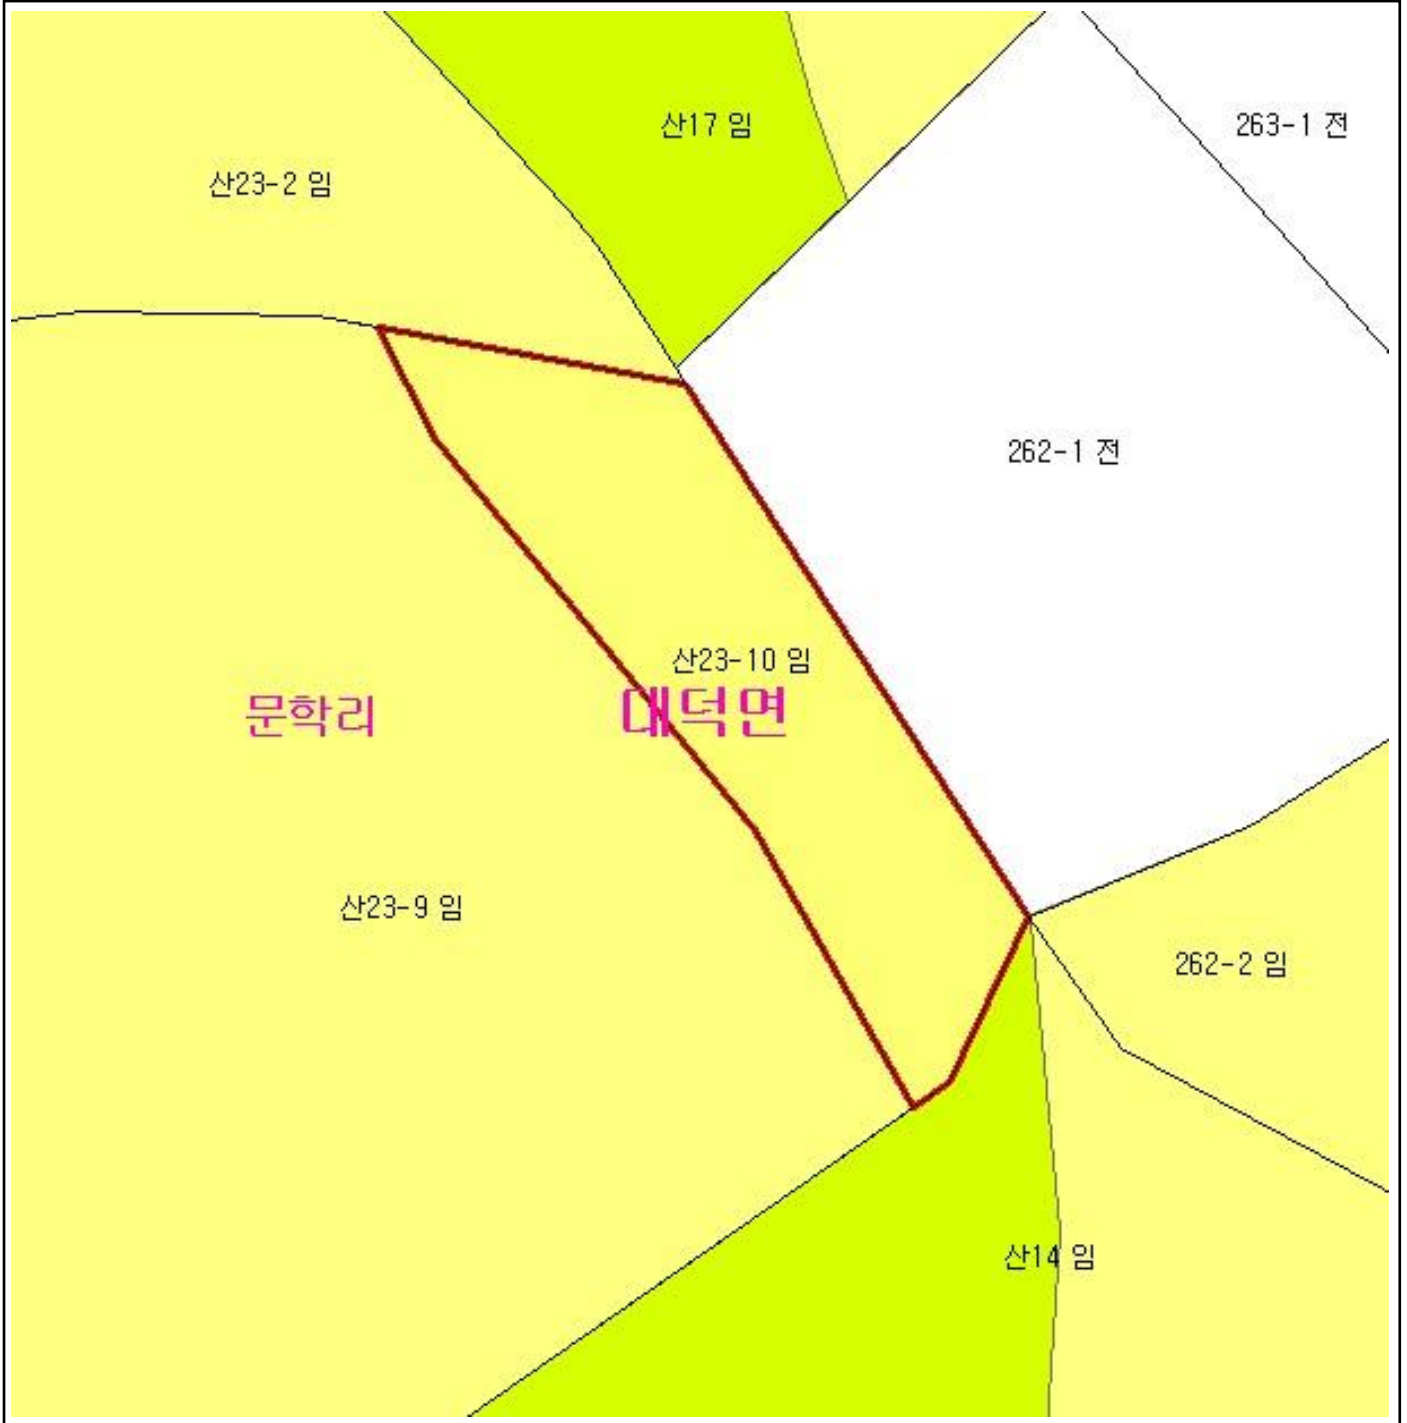 산17 임
263-1 전
산23-2 임
262-1 전
산23-10 임
문학리
대덕면
산23-9 임
262-2 임
산14 임